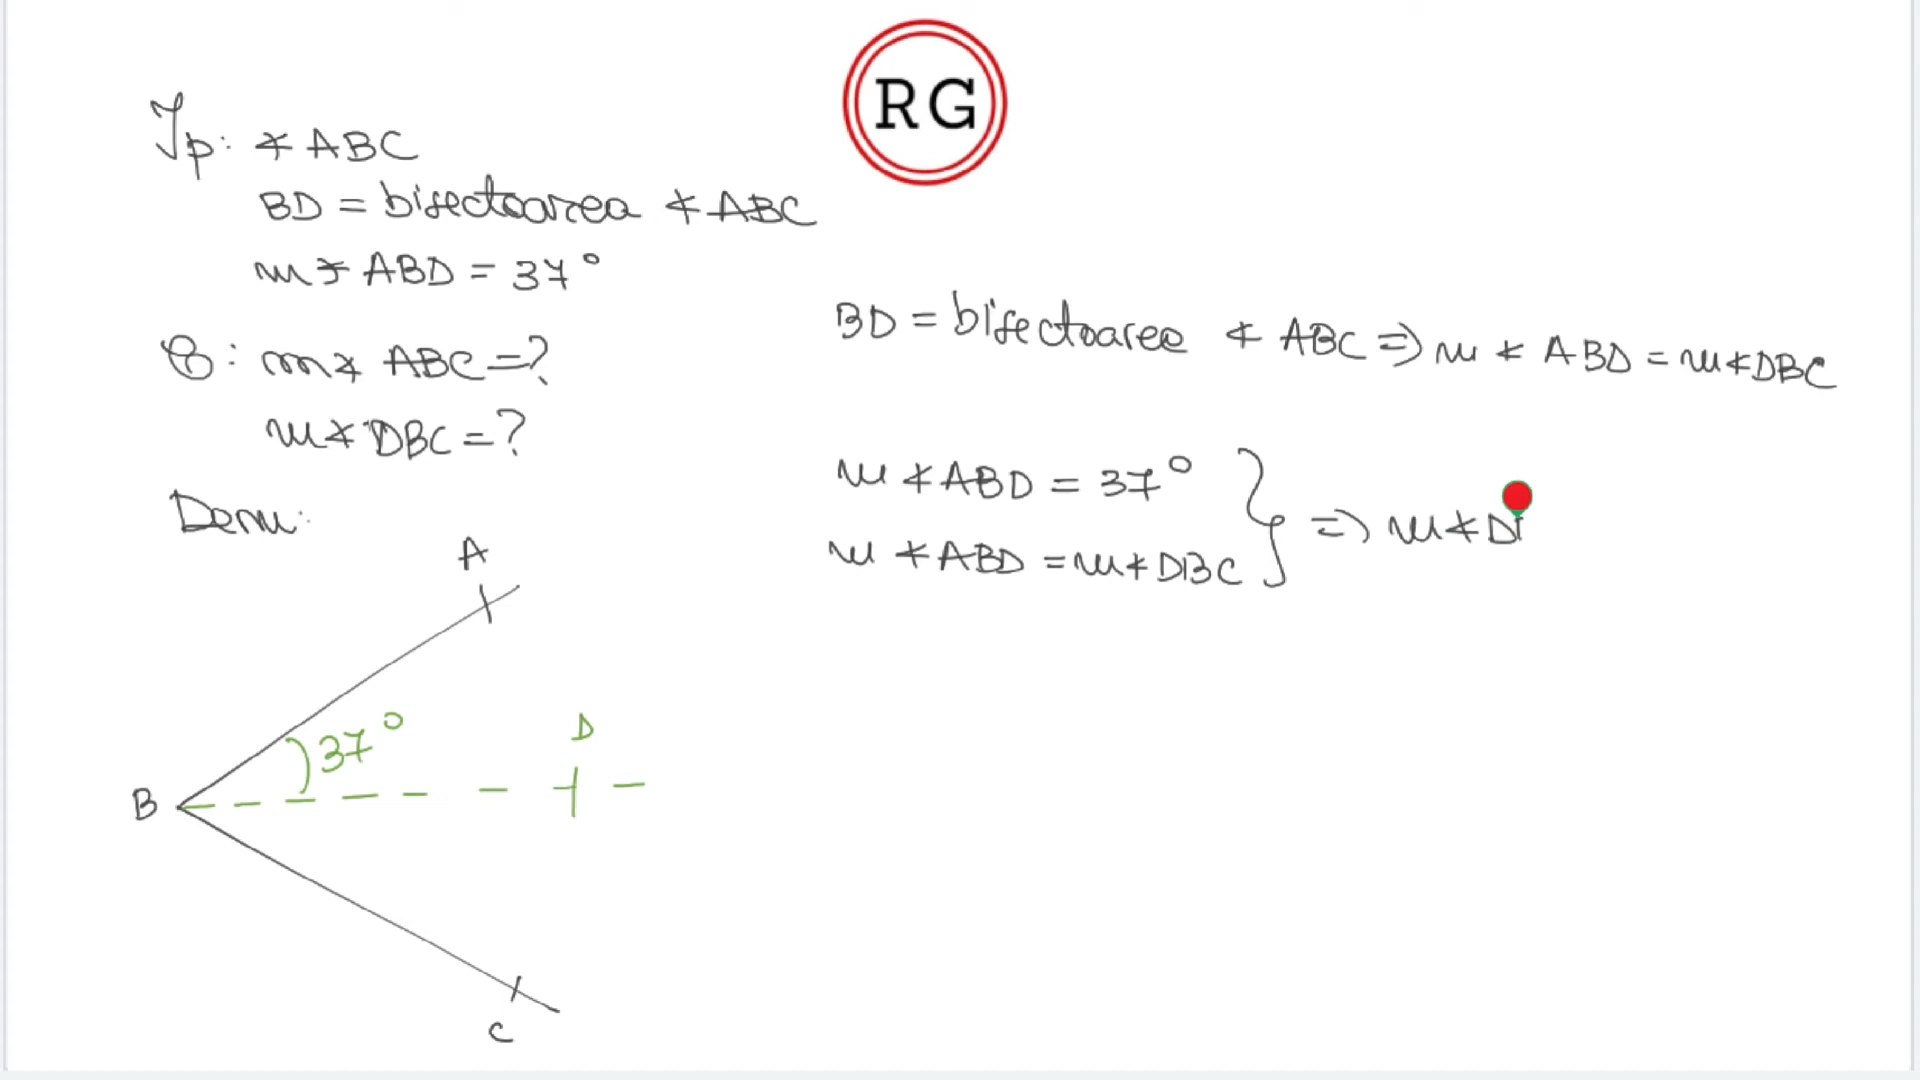 RG
Ip: ∢ ABC
BD = bisectoarea ∢ ABC
m ∢ ABD = 37°
C: m∢ ABC = ?
m∢ DBC = ?
Dem:
BD = bisectoarea ∢ ABC => m ∢ ABD = m∢DBC
m ∢ ABD = 37°
m ∢ ABD = m∢ DBC } => m∢ D
A
37°
D
B
C